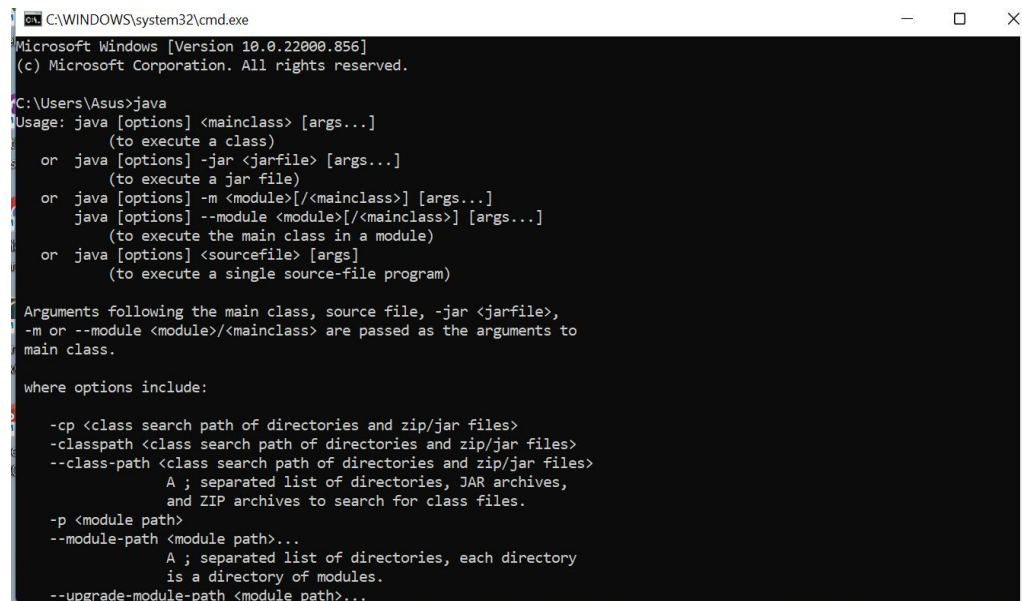 C:\WINDOWS\system32\cmd.exe
Microsoft Windows [Version 10.0.22000.856]
(c) Microsoft Corporation. All rights reserved.
C:\Users\Asus>java
Usage: java [options] <mainclass> [args...]
(to execute a class)
or java [options] -jar <jarfile> [args...]
(to execute a jar file)
or java [options] -m <module>[/<mainclass>] [args...]
java [options] --module <module>[/<mainclass>] [args...]
(to execute the main class in a module)
or java [options] <sourcefile> [args]
(to execute a single source-file program)
Arguments following the main class, source file, -jar <jarfile>,
-m or --module <module>/<mainclass> are passed as the arguments to
main class.
where options include:
-cp <class search path of directories and zip/jar files>
-classpath <class search path of directories and zip/jar files>
--class-path <class search path of directories and zip/jar files>
A ; separated list of directories, JAR archives,
and ZIP archives to search for class files.
-p <module path>
--module-path <module path>...
A ; separated list of directories, each directory
is a directory of modules.
--upgrade-module-path <module path>...